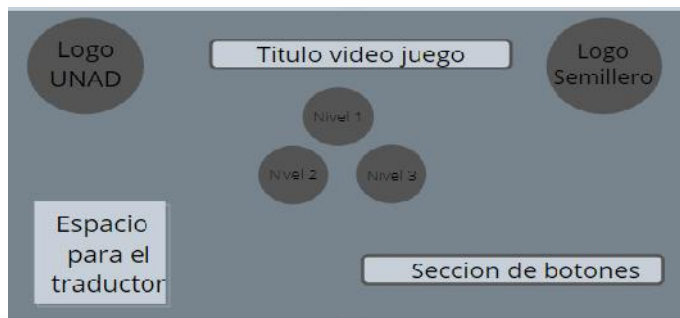 Logo
UNAD
Titulo video juego
Logo
Semillero
Nivel 1
Nivel 2
Nivel 3
Espacio
para el
traductor
Seccion de botones